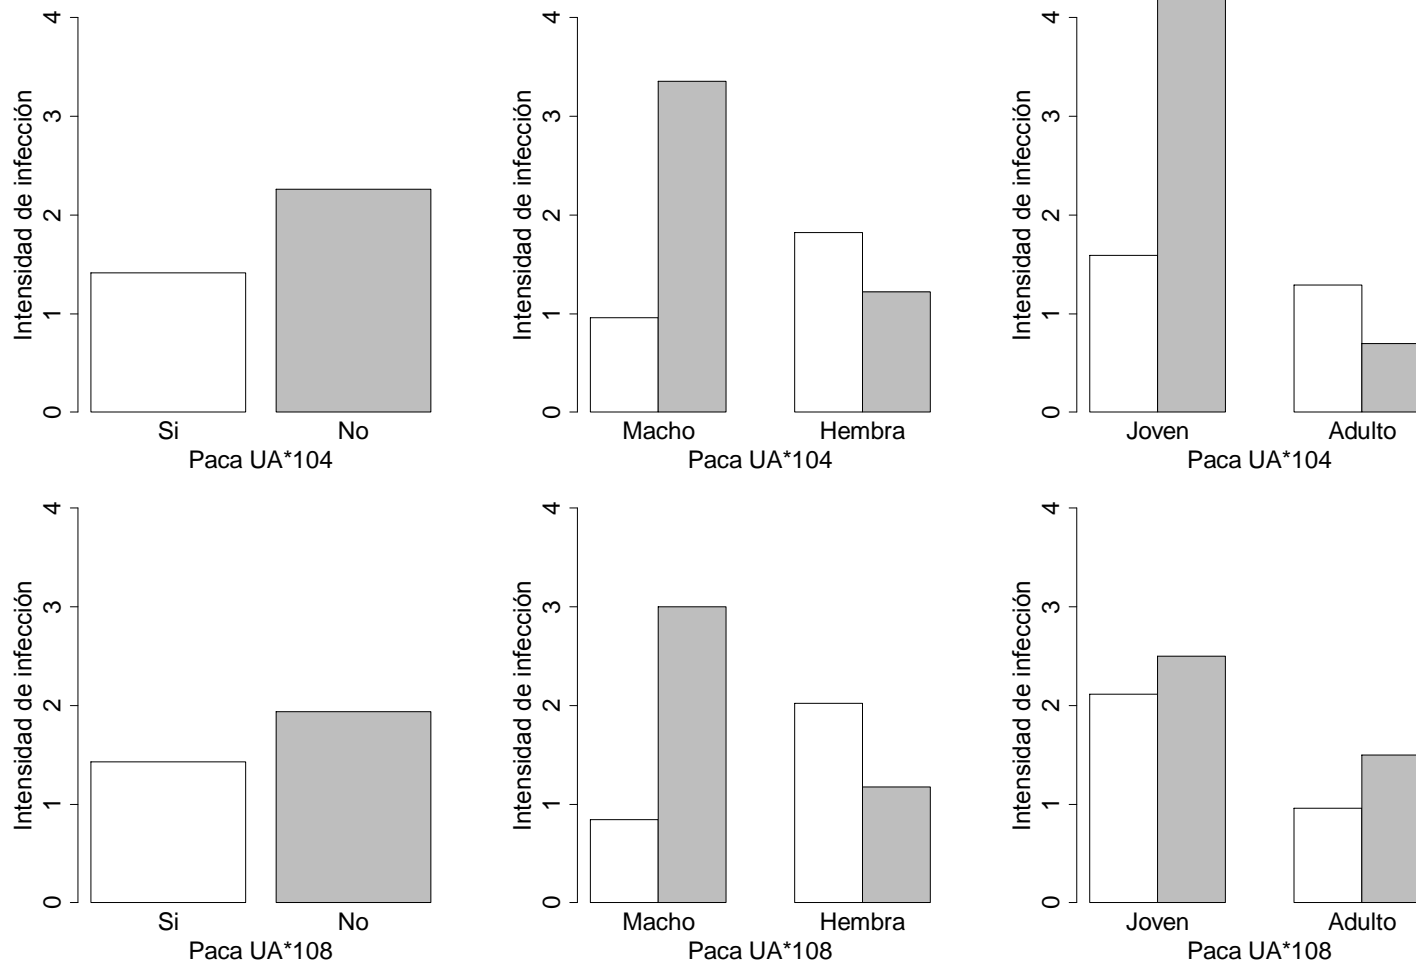 4
3
2
1
0
Intensidad de infección
Si No
Paca UA*104
4
3
2
1
0
Intensidad de infección
Macho Hembra
Paca UA*104
4
3
2
1
0
Intensidad de infección
Joven Adulto
Paca UA*104
4
3
2
1
0
Intensidad de infección
Si No
Paca UA*108
4
3
2
1
0
Intensidad de infección
Macho Hembra
Paca UA*108
4
3
2
1
0
Intensidad de infección
Joven Adulto
Paca UA*108